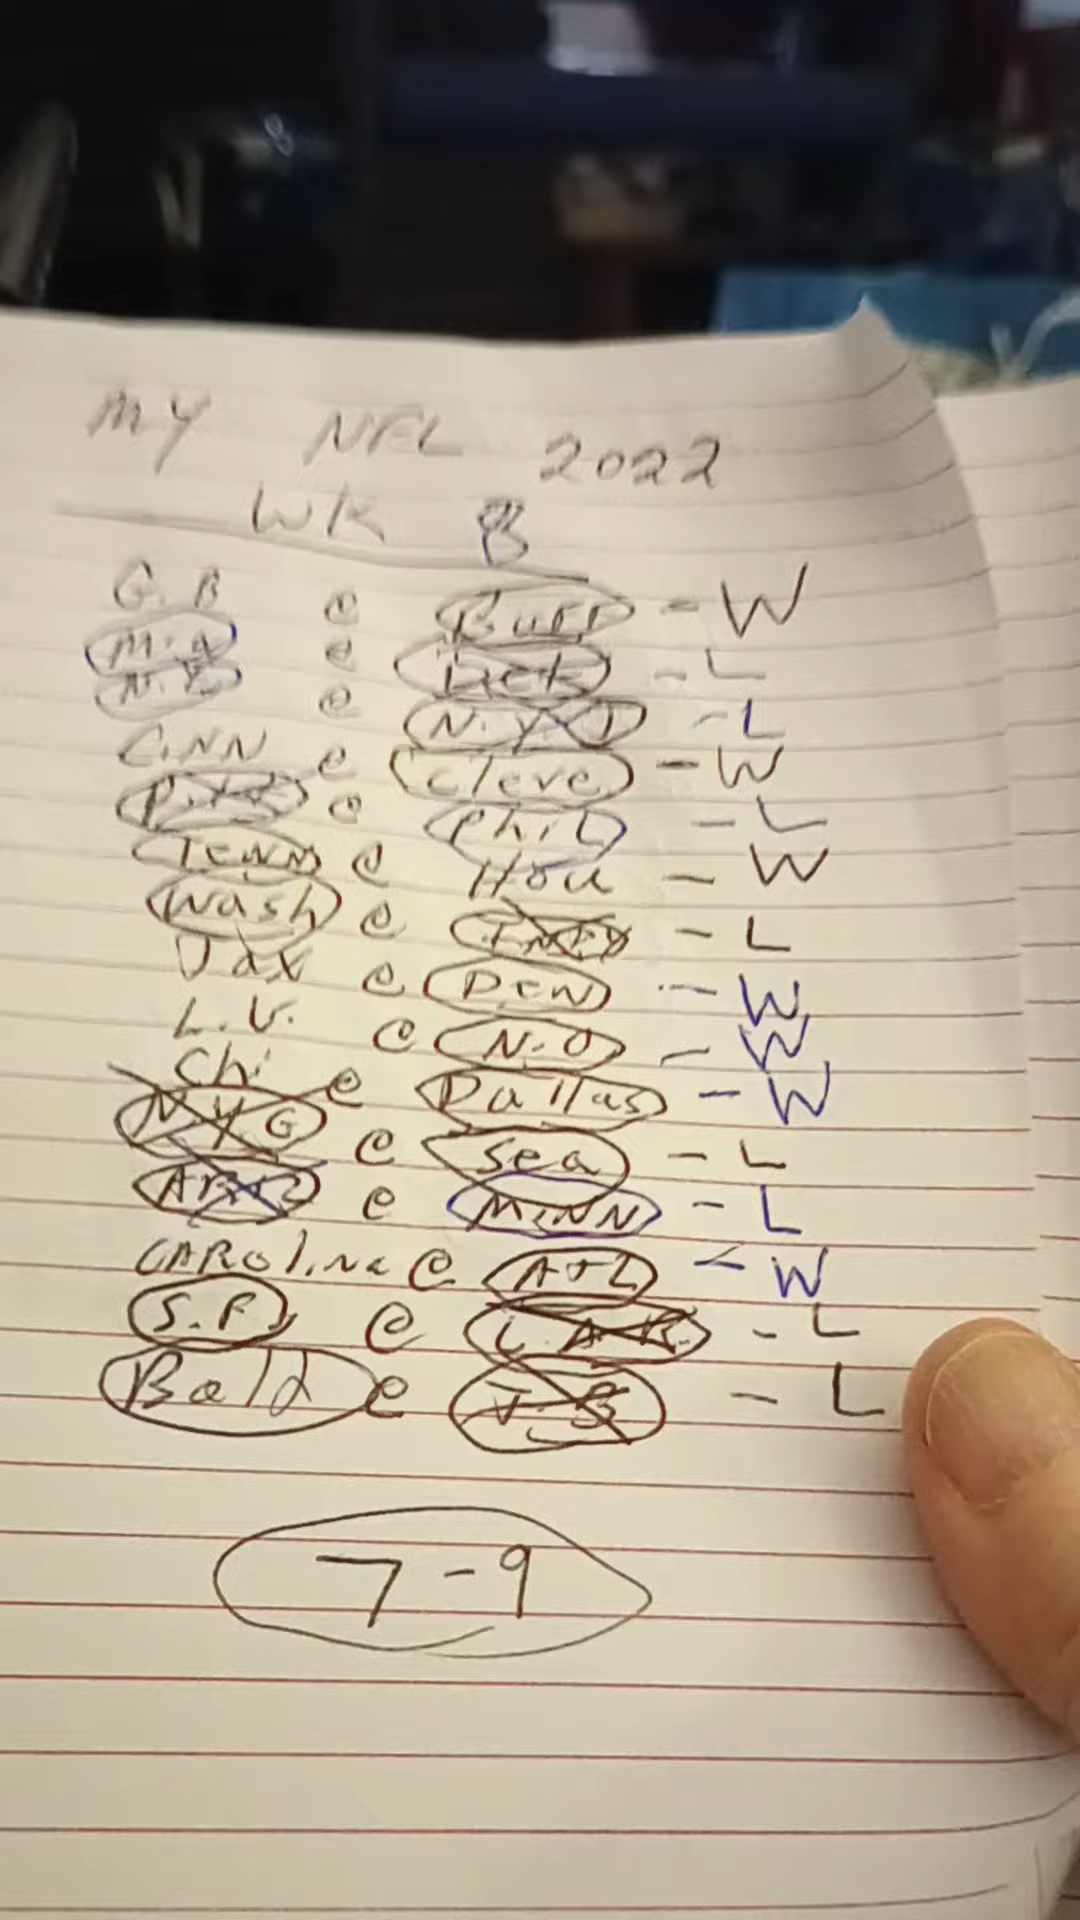 MY NFL 2022
WK 8
G.B @ Buff - W
Mia @ Det - L
N.E @ N.Y.J - L
CINN @ Cleve - W
Pitt @ Phil - L
Tenn @ Hou - W
Wash @ Indy - L
Jax @ Den - W
L.V. @ N.O - W
Chi @ Dallas - W
N Y G @ Sea - L
ARIZ @ MINN - L
CAROlina @ ATL - W
S.F. @ L.A.R. - L
Balt @ T.B - L
7-9